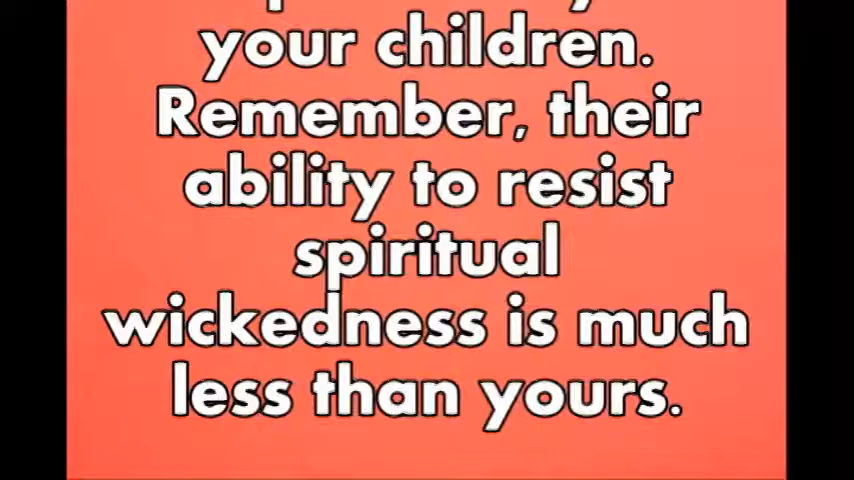 your children.
Remember, their
ability to resist
spiritual
wickedness is much
less than yours.